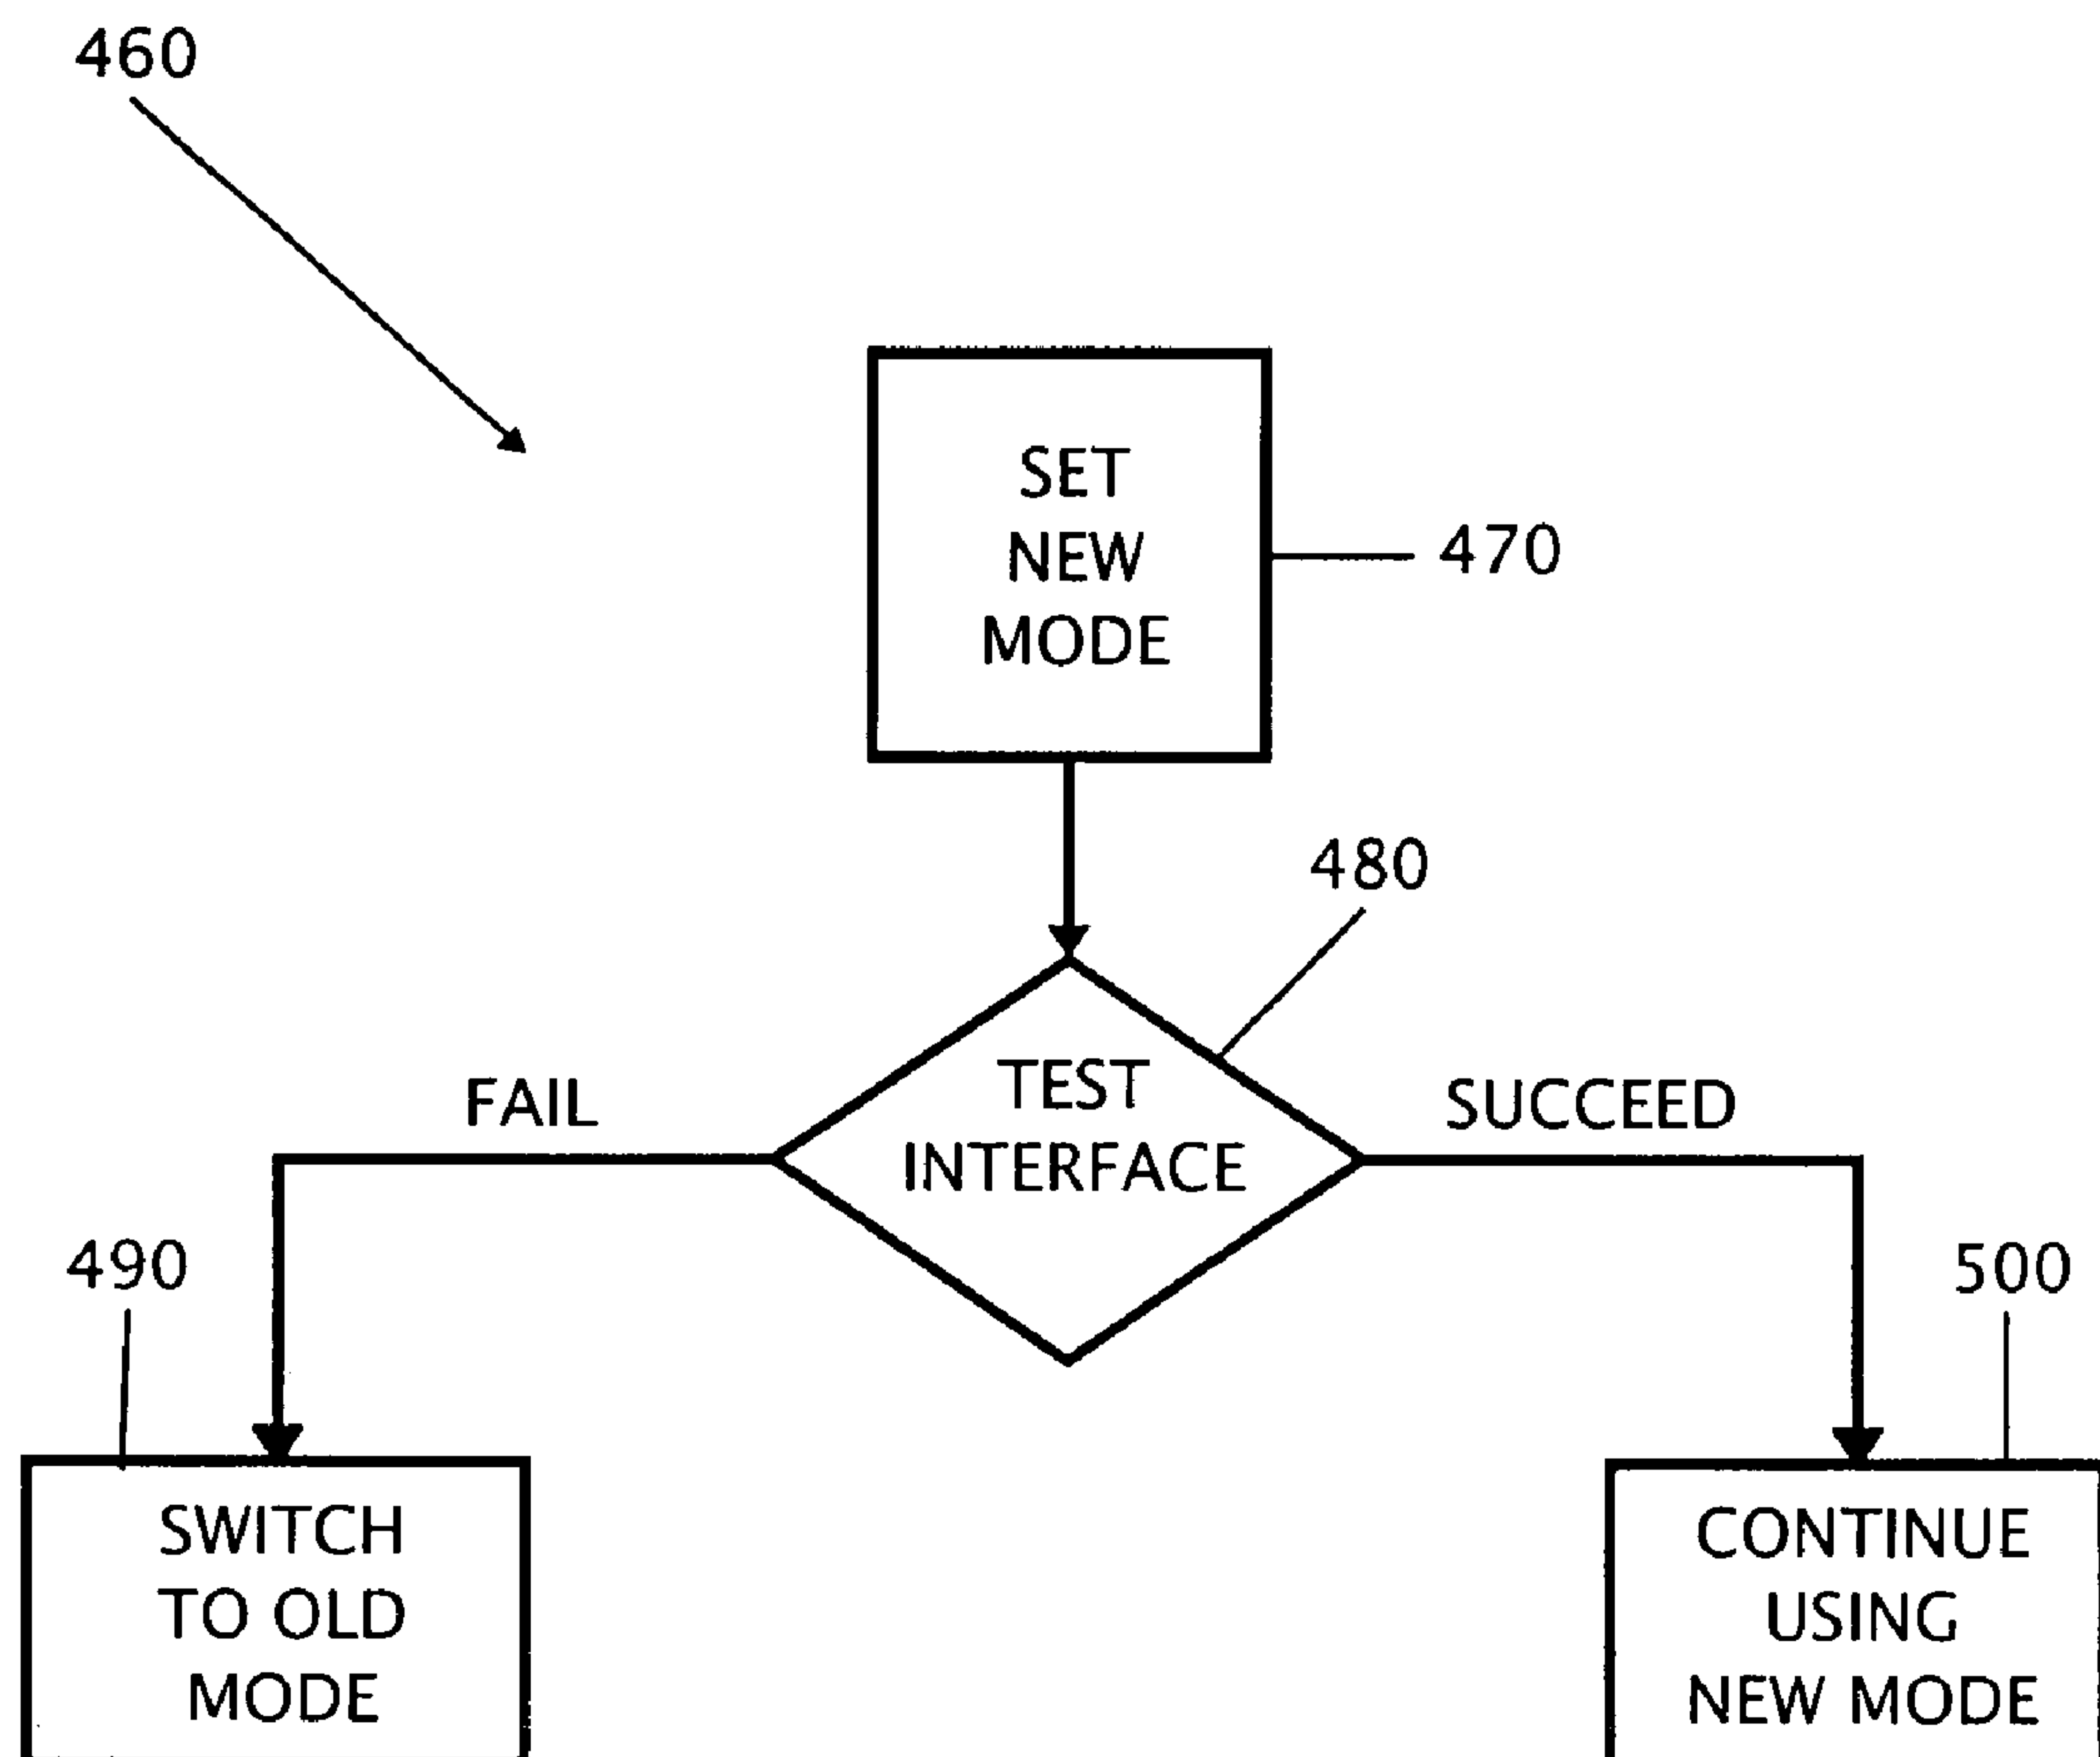 460
SET
NEW
MODE
470
480
TEST
INTERFACE
FAIL
SUCCEED
490
500
SWITCH
TO OLD
MODE
CONTINUE
USING
NEW MODE